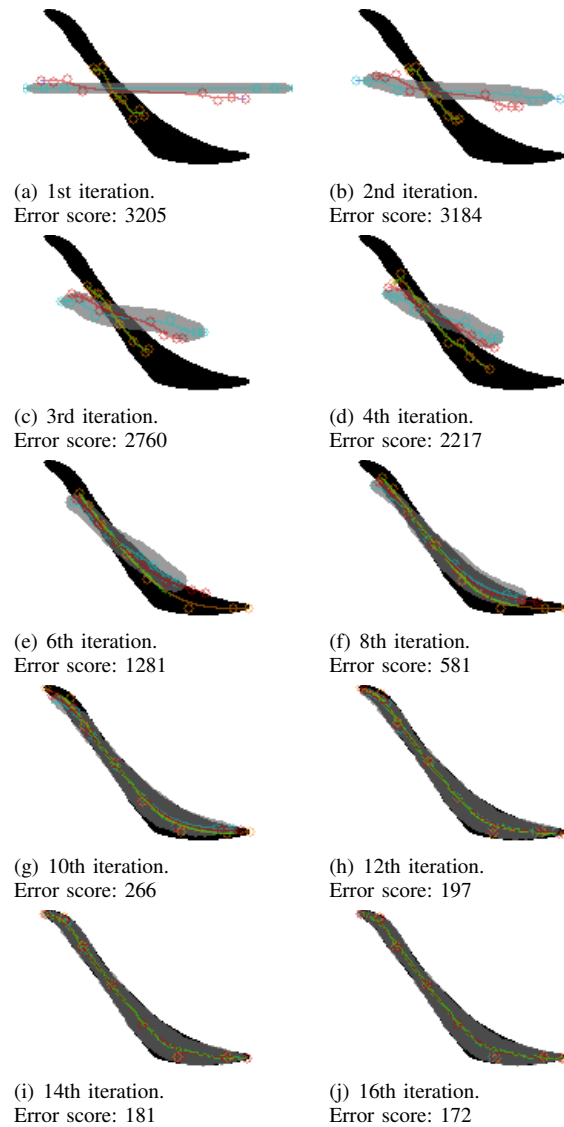 (a) 1st iteration.
Error score: 3205
(b) 2nd iteration.
Error score: 3184
(c) 3rd iteration.
Error score: 2760
(d) 4th iteration.
Error score: 2217
(e) 6th iteration.
Error score: 1281
(f) 8th iteration.
Error score: 581
(g) 10th iteration.
Error score: 266
(h) 12th iteration.
Error score: 197
(i) 14th iteration.
Error score: 181
(j) 16th iteration.
Error score: 172